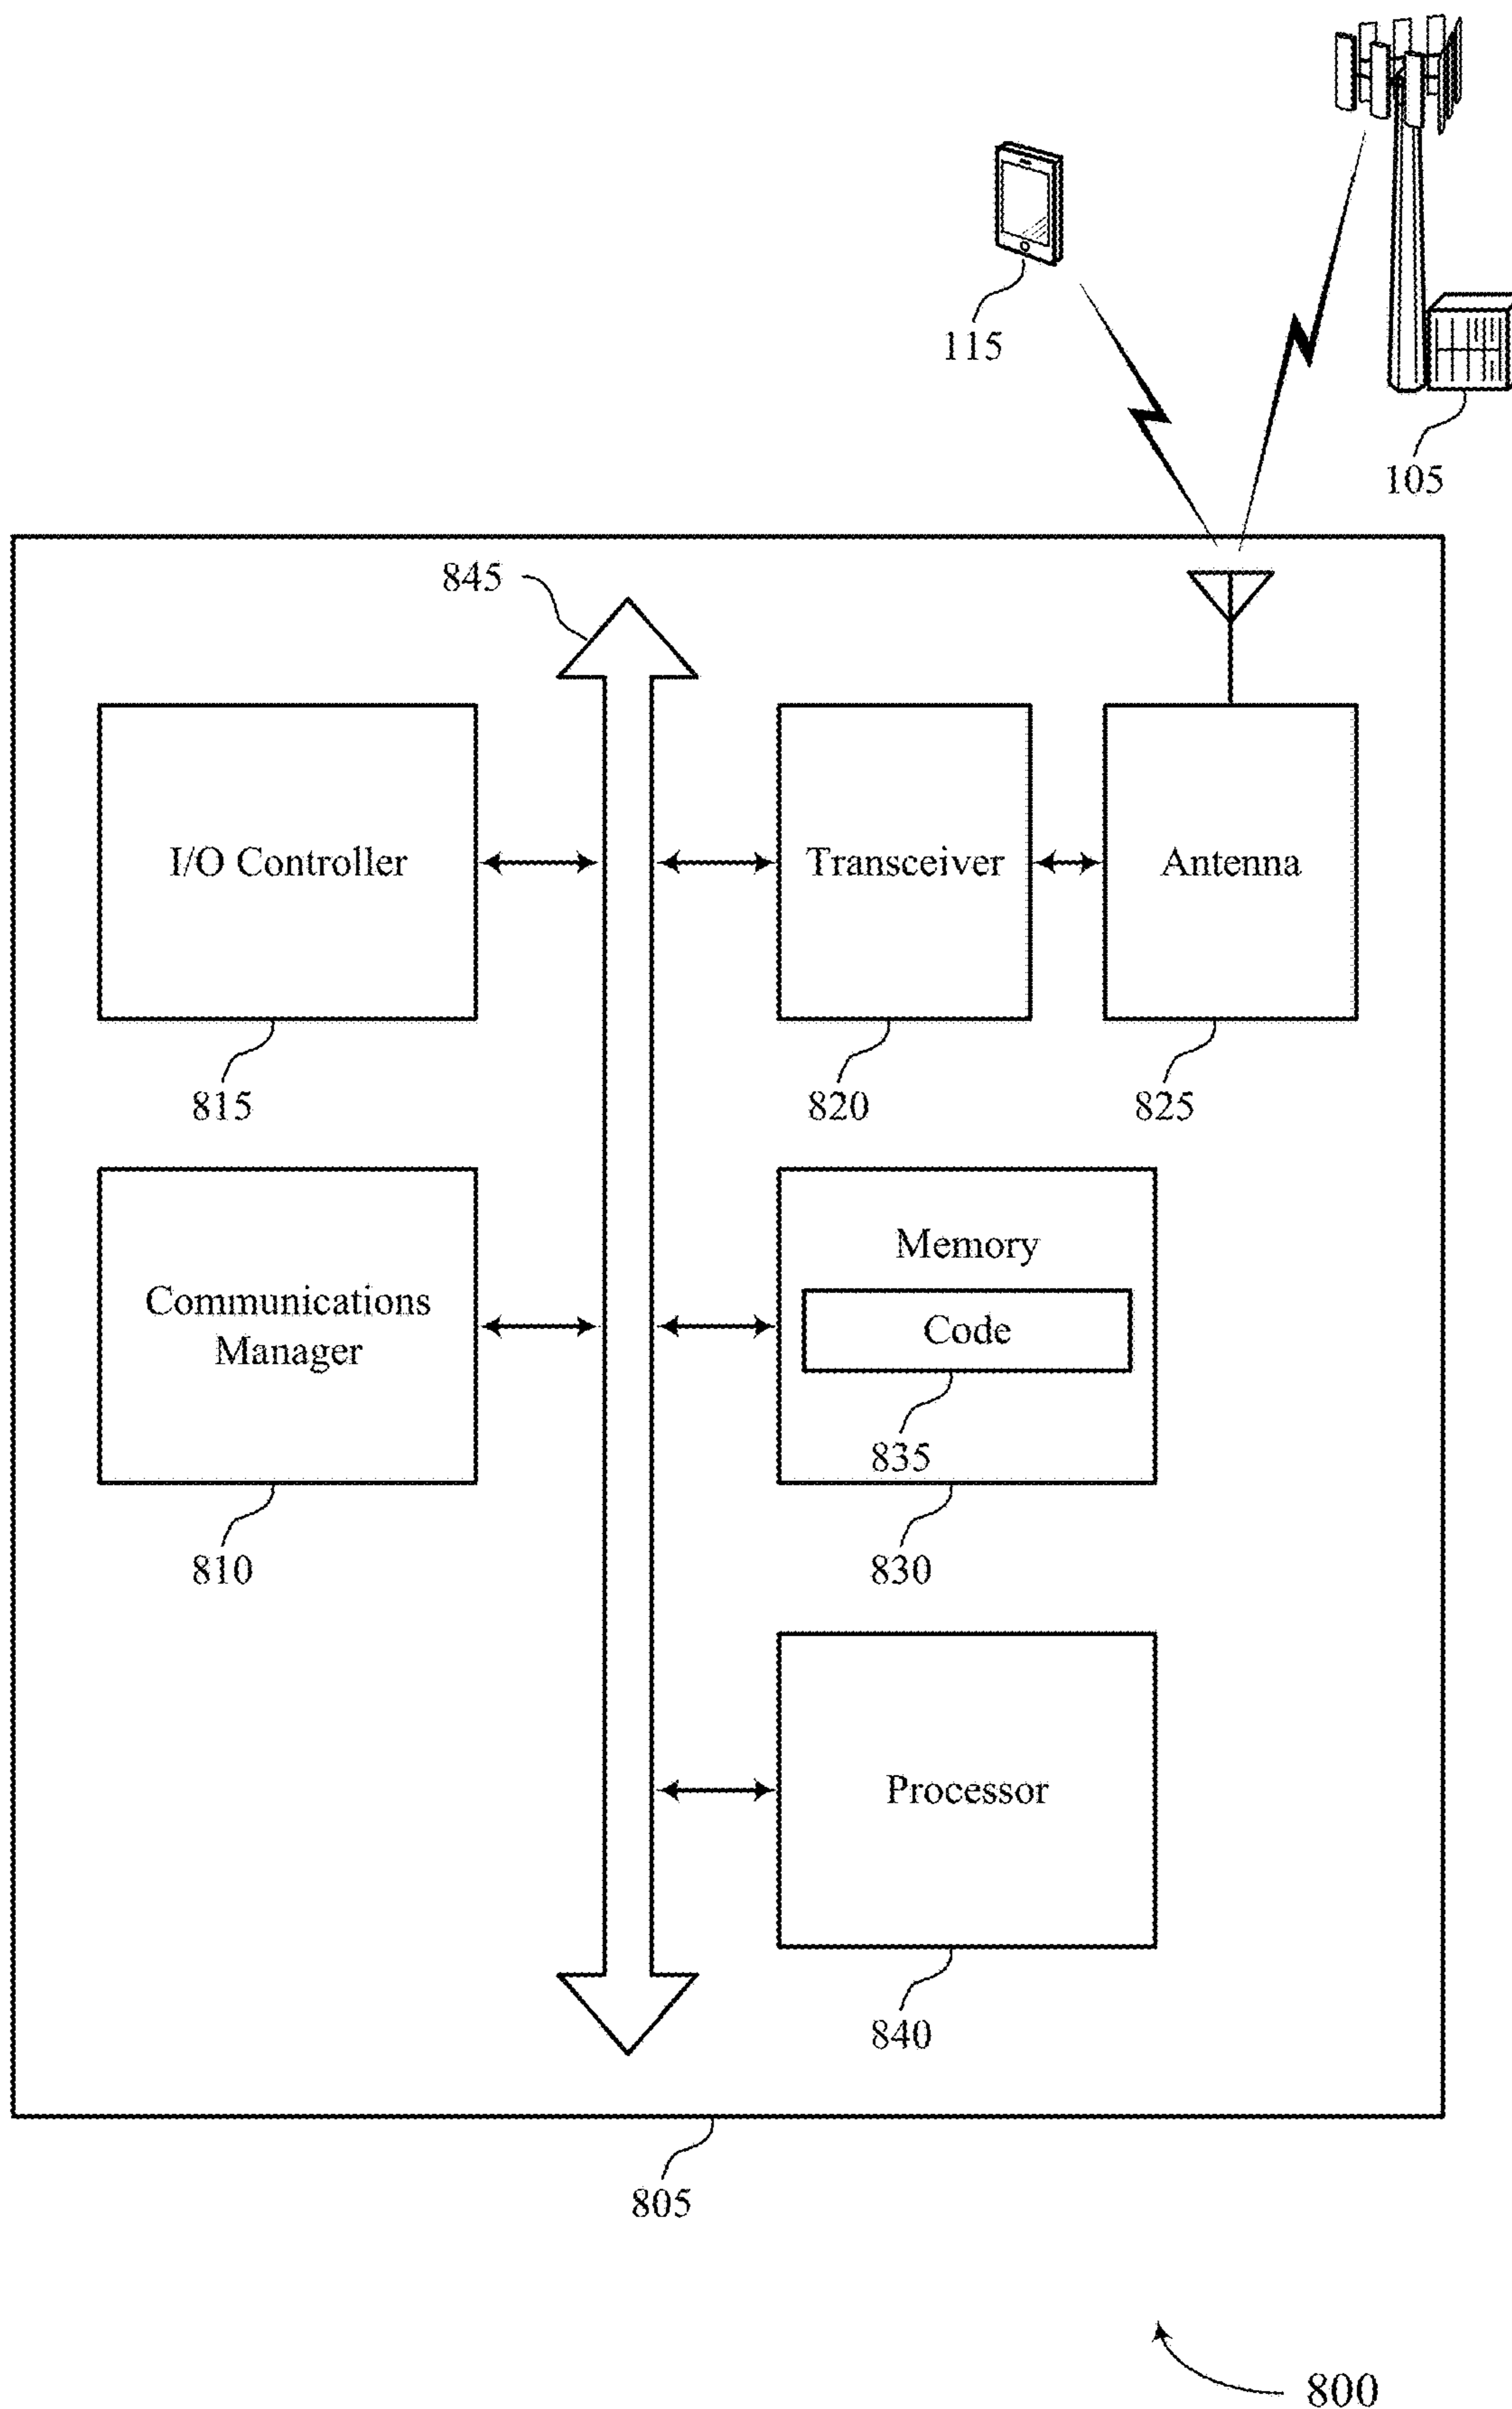 115
105
845
I/O Controller
Transceiver
Antenna
815
820
825
Communications
Manager
Memory
Code
835
810
830
Processor
840
805
800